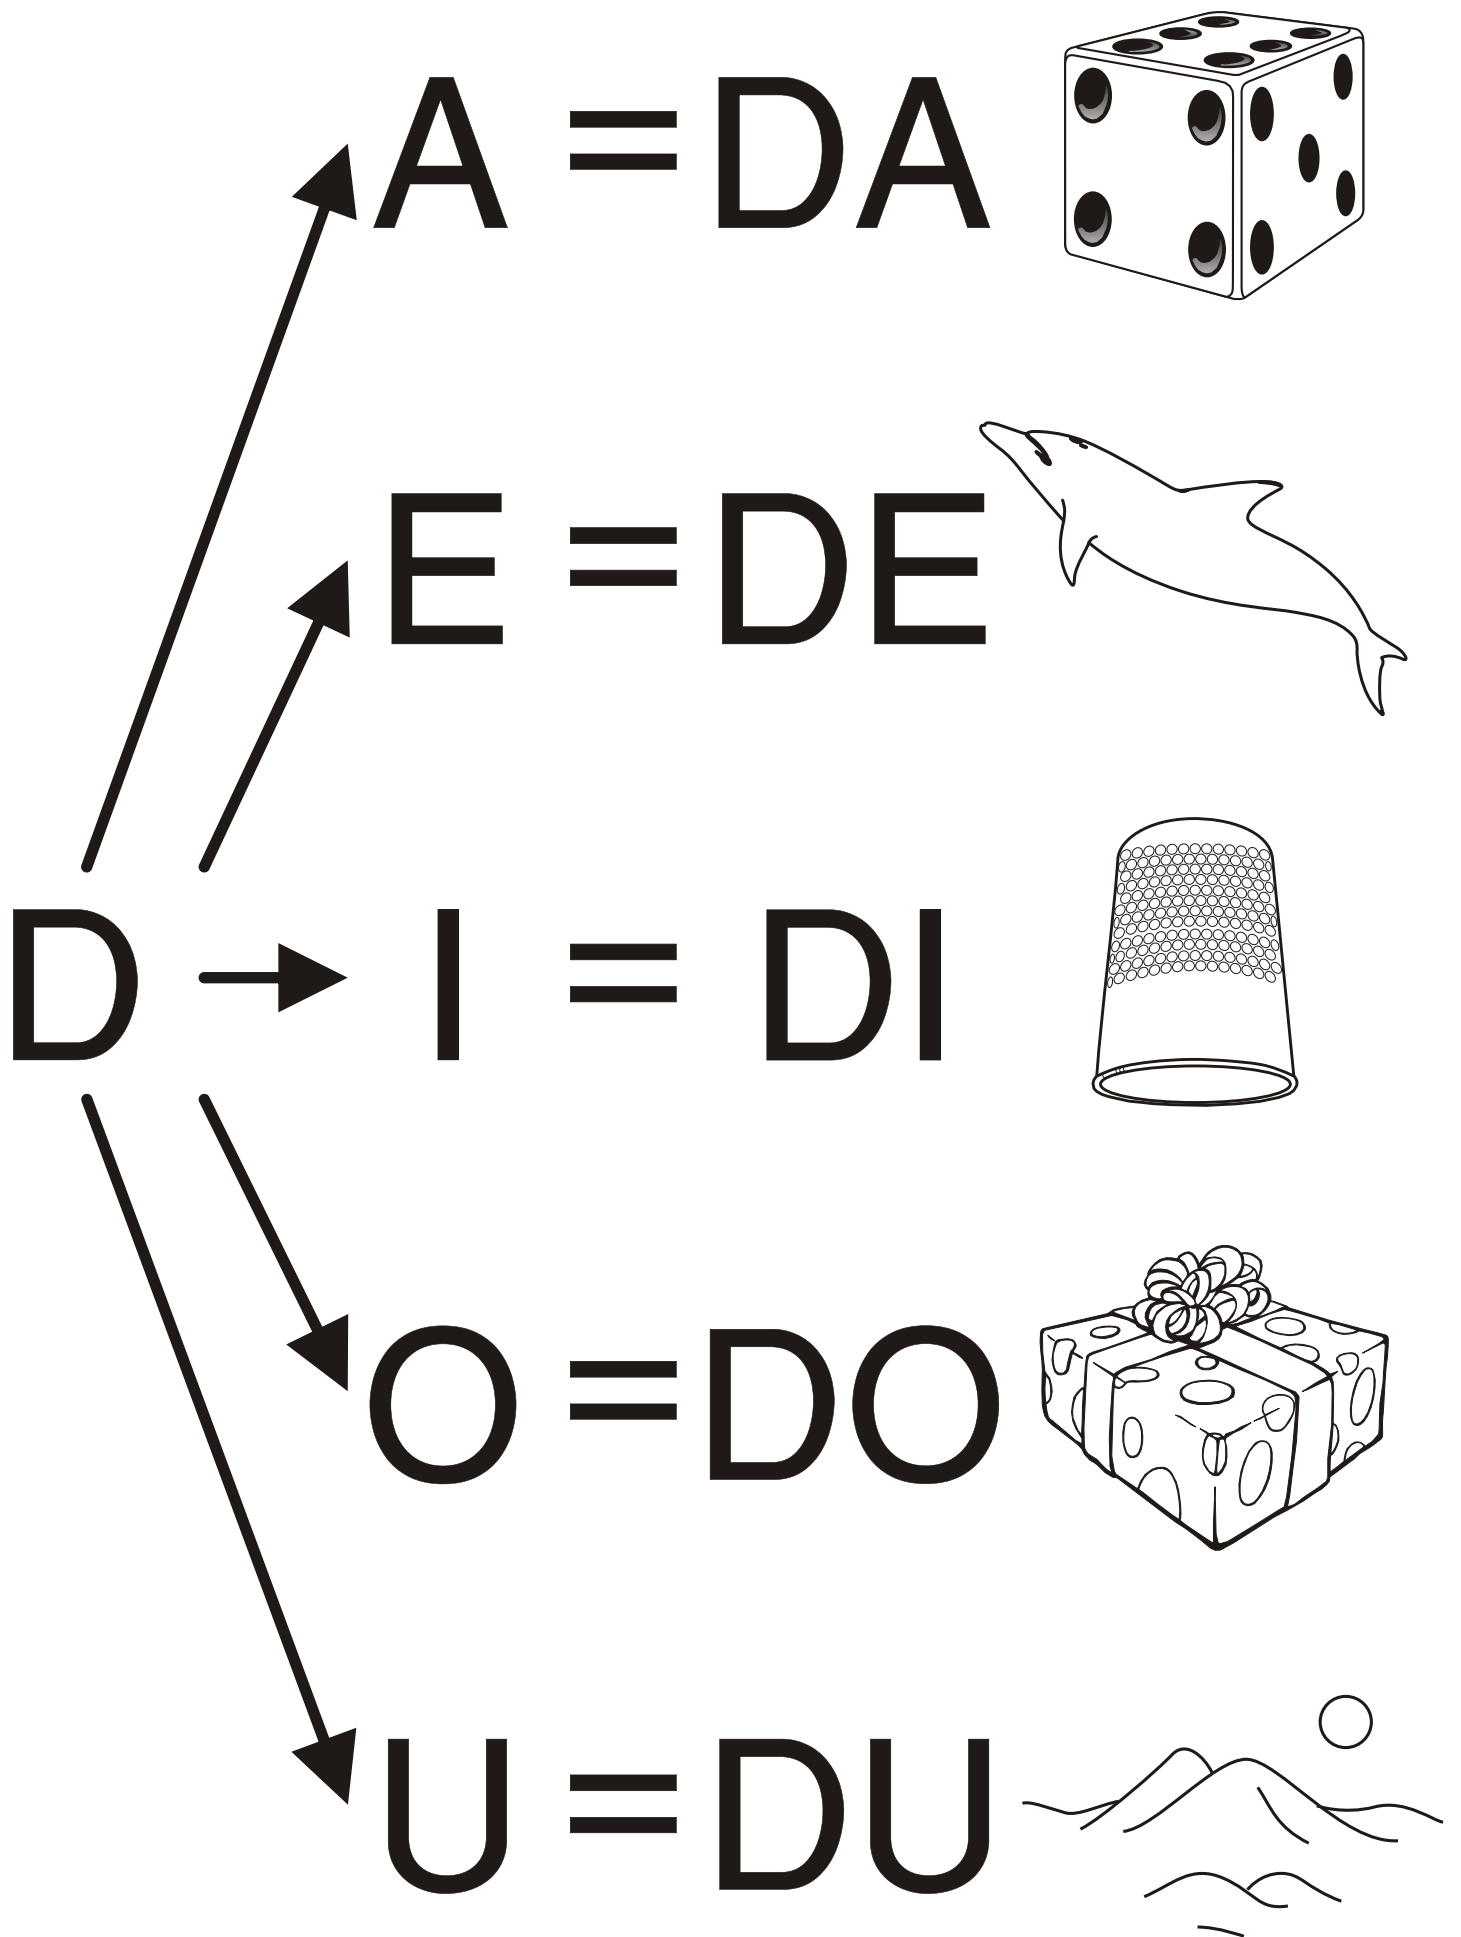 A = DA
E = DE
D I = DI
O = DO
U = DU